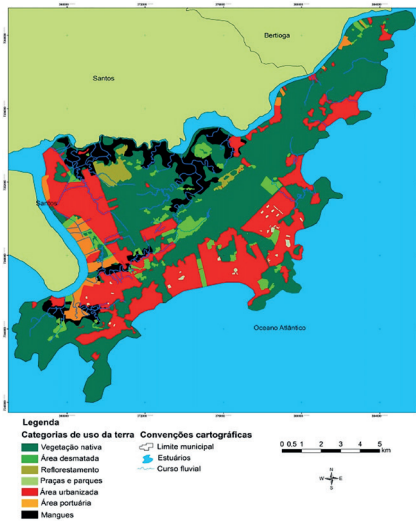 Bertioga
Santos
Santos
Oceano Atlântico
Legenda
Categorias de uso da terra
Vegetação nativa
Área desmatada
Reflorestamento
Praças e parques
Área urbanizada
Área portuária
Mangues
Convenções cartográficas
Limite municipal
Estuários
Curso fluvial
0 0.5 1 2 3 4 5
km
N
W E
S